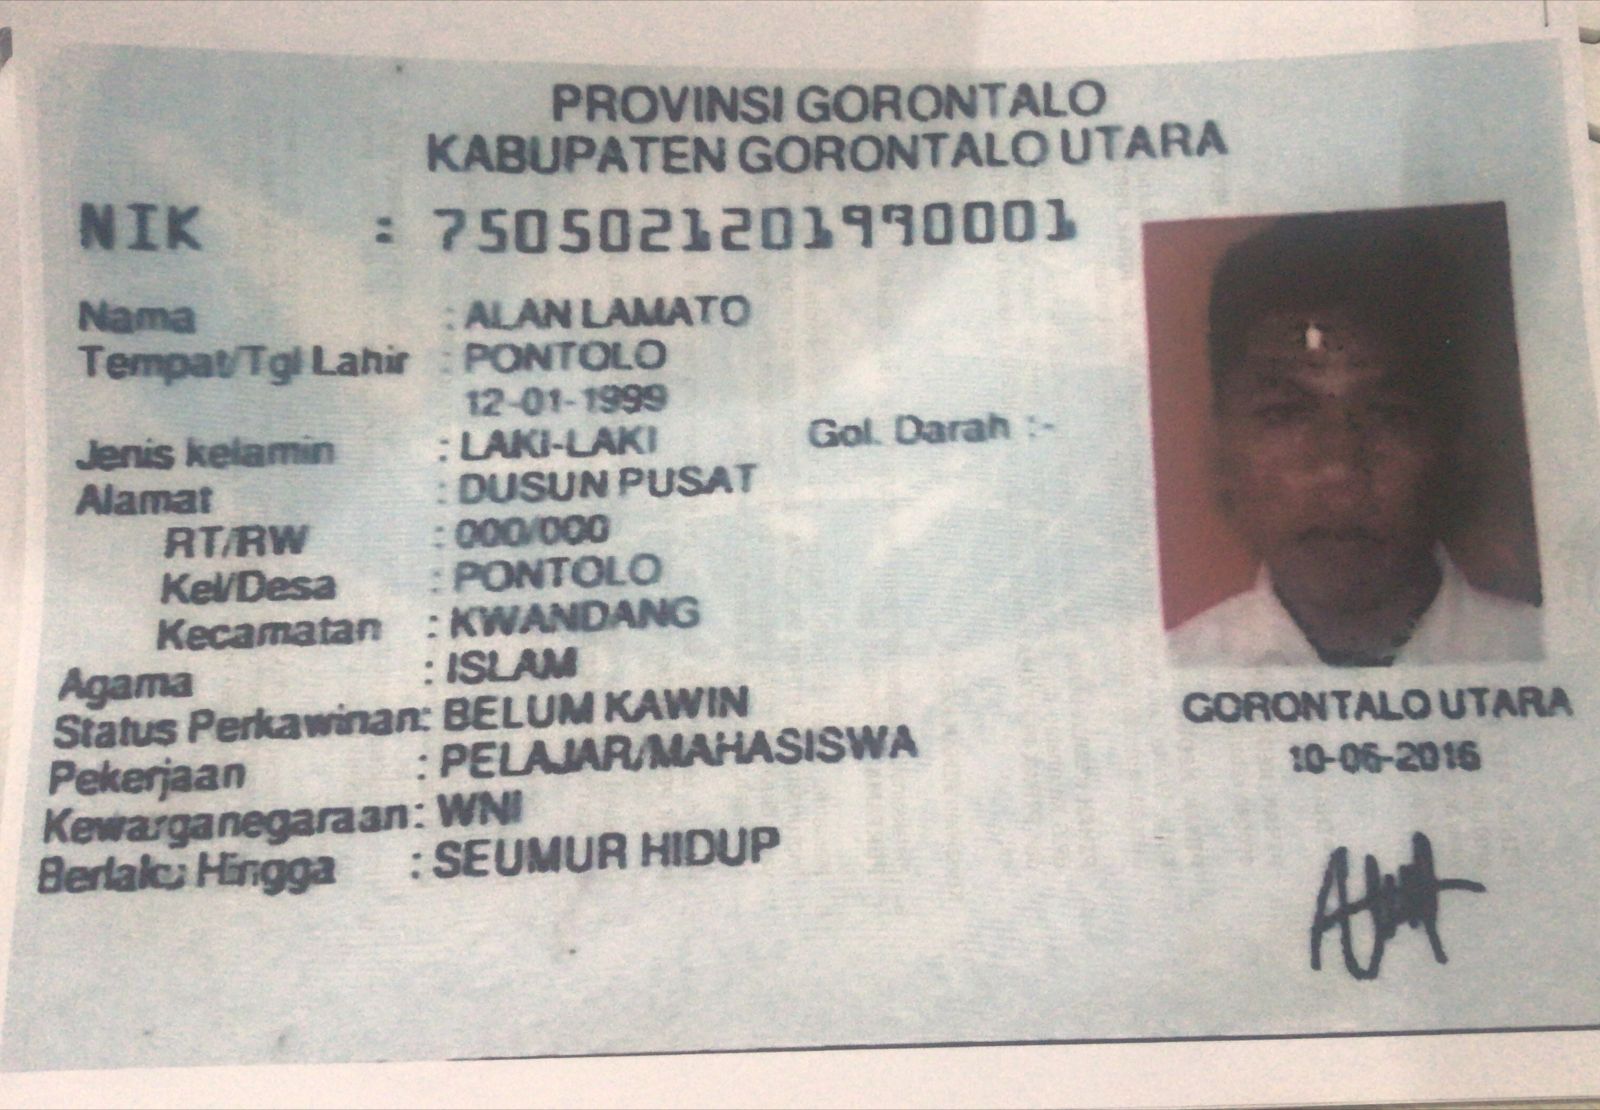 PROVINSI GORONTALO
KABUPATEN GORONTALO UTARA
NIK : 7505021201990001
Nama : ALAN LAMATO
Tempat/Tgl Lahir : PONTOLO
12-01-1999
Jenis kelamin : LAKI-LAKI Gol. Darah :-
Alamat : DUSUN PUSAT
RT/RW : 000/000
Kel/Desa : PONTOLO
Kecamatan : KWANDANG
Agama : ISLAM
Status Perkawinan: BELUM KAWIN
Pekerjaan : PELAJAR/MAHASISWA
Kewarganegaraan: WNI
Berlaku Hingga : SEUMUR HIDUP
GORONTALO UTARA
10-06-2016